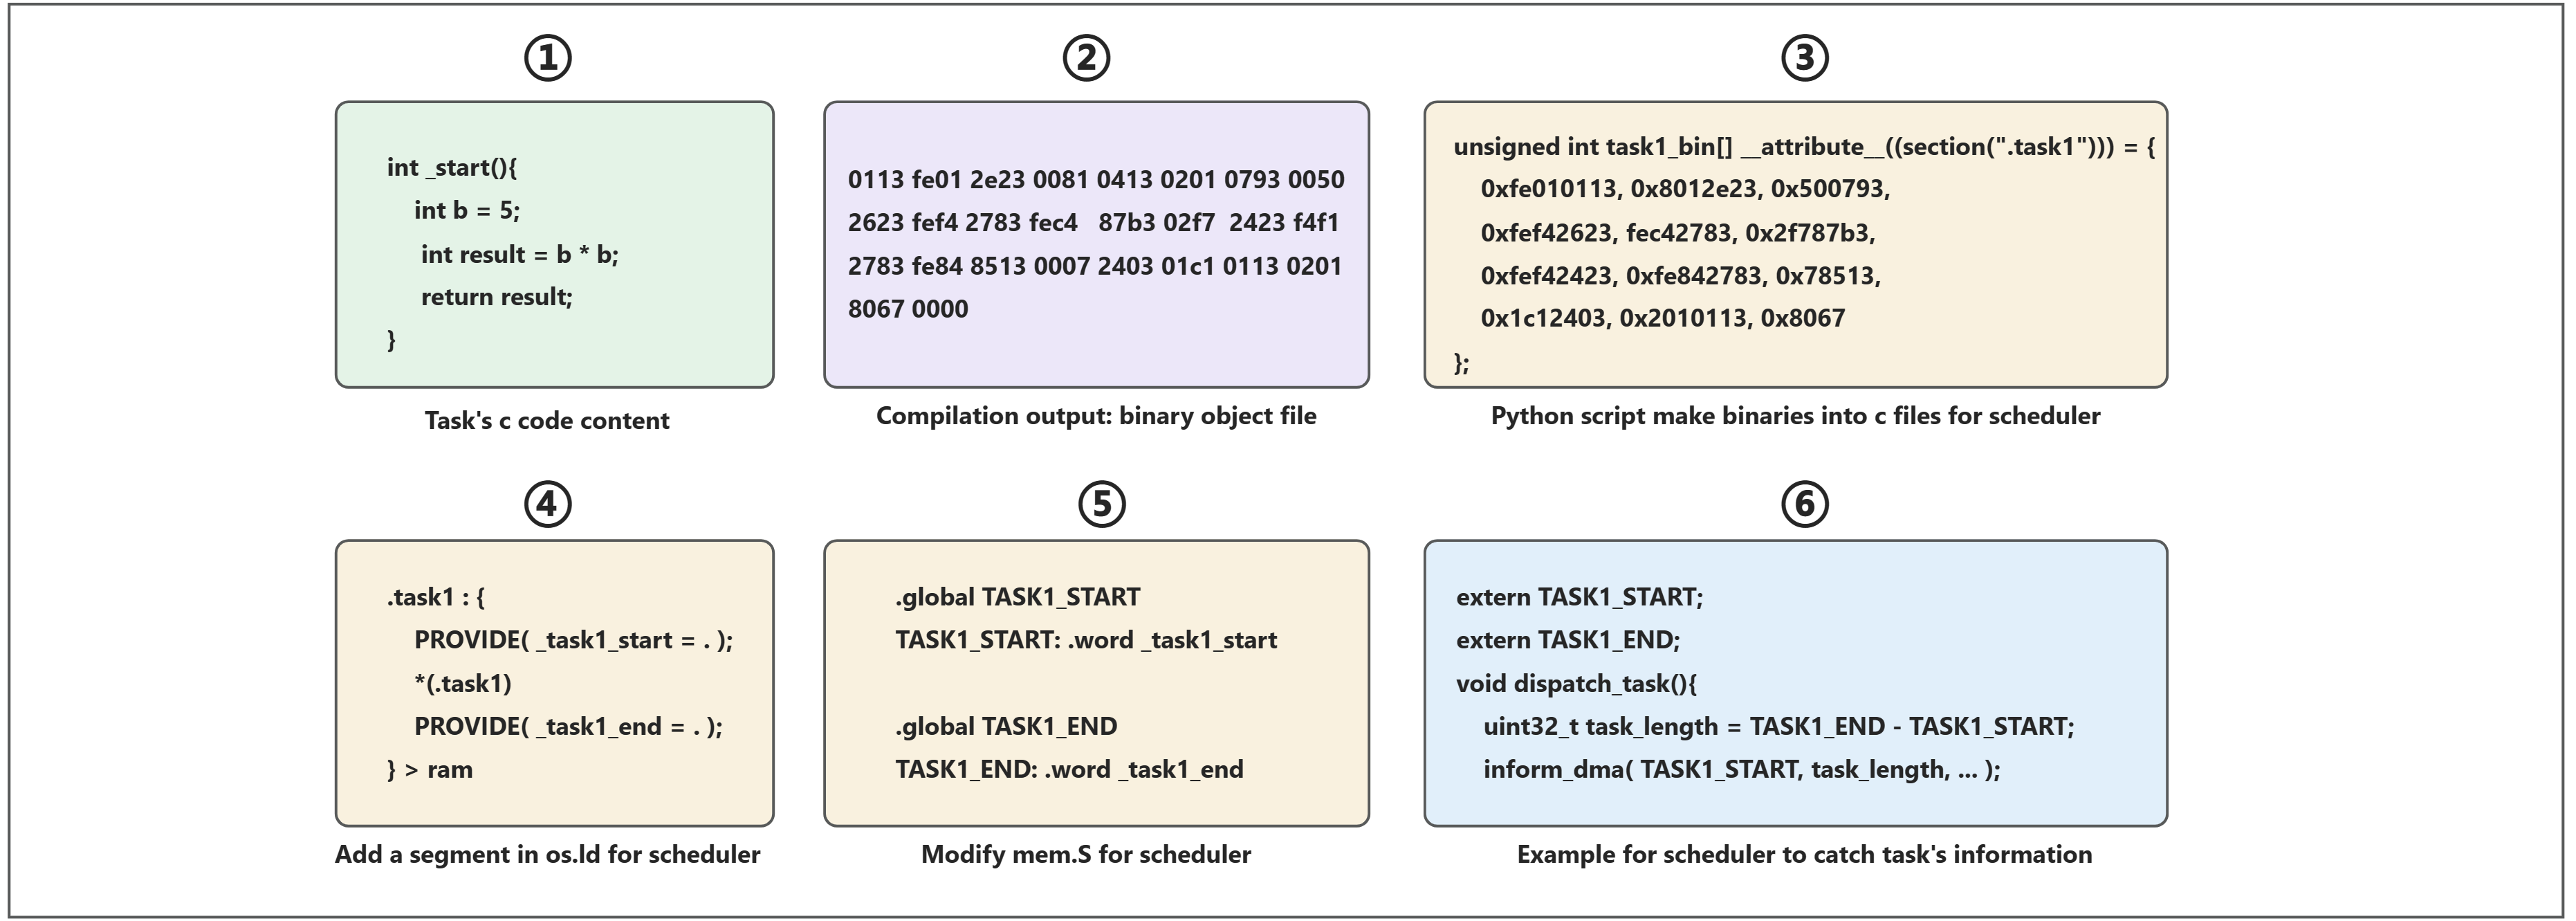 ①
int _start(){
int b = 5;
int result = b * b;
return result;
}
Task's c code content
②
0113 fe01 2e23 0081 0413 0201 0793 0050
2623 fef4 2783 fec4 87b3 02f7 2423 f4f1
2783 fe84 8513 0007 2403 01c1 0113 0201
8067 0000
Compilation output: binary object file
③
unsigned int task1_bin[] __attribute__((section(".task1"))) = {
0xfe010113, 0x8012e23, 0x500793,
0xfef42623, fec42783, 0x2f787b3,
0xfef42423, 0xfe842783, 0x78513,
0x1c12403, 0x2010113, 0x8067
};
Python script make binaries into c files for scheduler
④
.task1 : {
PROVIDE( _task1_start = . );
*(.task1)
PROVIDE( _task1_end = . );
} > ram
Add a segment in os.ld for scheduler
⑤
.global TASK1_START
TASK1_START: .word _task1_start
.global TASK1_END
TASK1_END: .word _task1_end
Modify mem.S for scheduler
⑥
extern TASK1_START;
extern TASK1_END;
void dispatch_task(){
uint32_t task_length = TASK1_END - TASK1_START;
inform_dma( TASK1_START, task_length, ... );
Example for scheduler to catch task's information